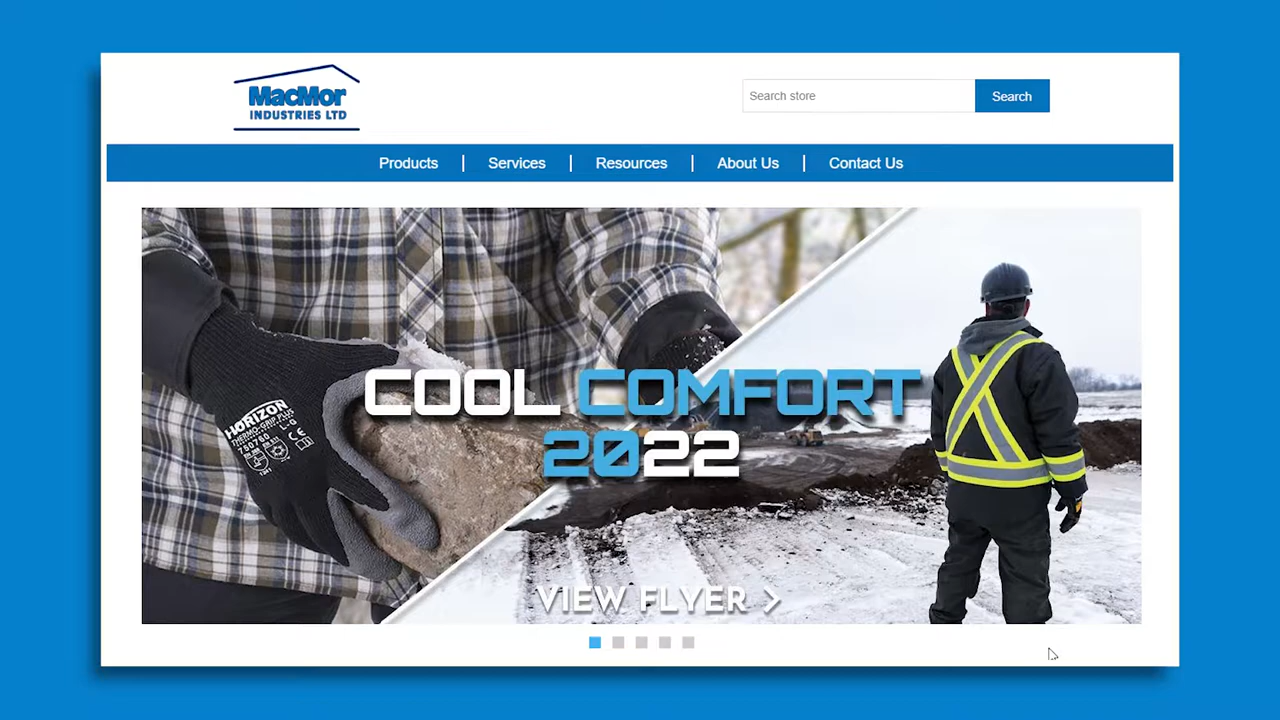 MacMor
INDUSTRIES LTD
Search store
Search
Products
Services
Resources
About Us
Contact Us
HORIZON
THERMO-GRIP PLUS
750760 L-G
COOL COMFORT
2022
VIEW FLYER >